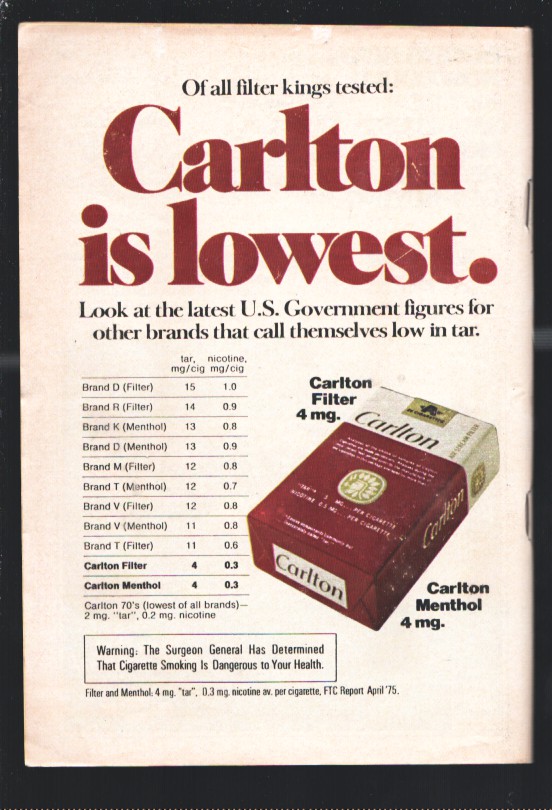 Of all filter kings tested:
Carlton
is lowest.
Look at the latest U.S. Government figures for
other brands that call themselves low in tar.
tar, nicotine,
mg/cig mg/cig
Brand D (Filter) 15 1.0
Brand R (Filter) 14 0.9
Brand K (Menthol) 13 0.8
Brand D (Menthol) 13 0.9
Brand M (Filter) 12 0.8
Brand T (Menthol) 12 0.7
Brand V (Filter) 12 0.8
Brand V (Menthol) 11 0.8
Brand T (Filter) 11 0.6
Carlton Filter 4 0.3
Carlton Menthol 4 0.3
Carlton 70's (lowest of all brands)—
2 mg. "tar", 0.2 mg. nicotine
Carlton
Filter
4 mg.
Carlton
Carlton
Carlton
Carlton
Menthol
4 mg.
Warning: The Surgeon General Has Determined
That Cigarette Smoking Is Dangerous to Your Health.
Filter and Menthol: 4 mg. "tar", 0.3 mg. nicotine av. per cigarette, FTC Report April '75.